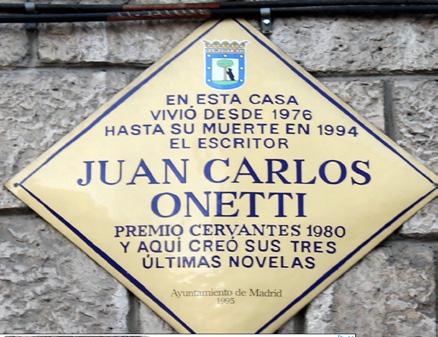 EN ESTA CASA
VIVIÓ DESDE 1976
HASTA SU MUERTE EN 1994
EL ESCRITOR
JUAN CARLOS
ONETTI
PREMIO CERVANTES 1980
Y AQUÍ CREÓ SUS TRES
ÚLTIMAS NOVELAS
Ayuntamiento de Madrid
1995